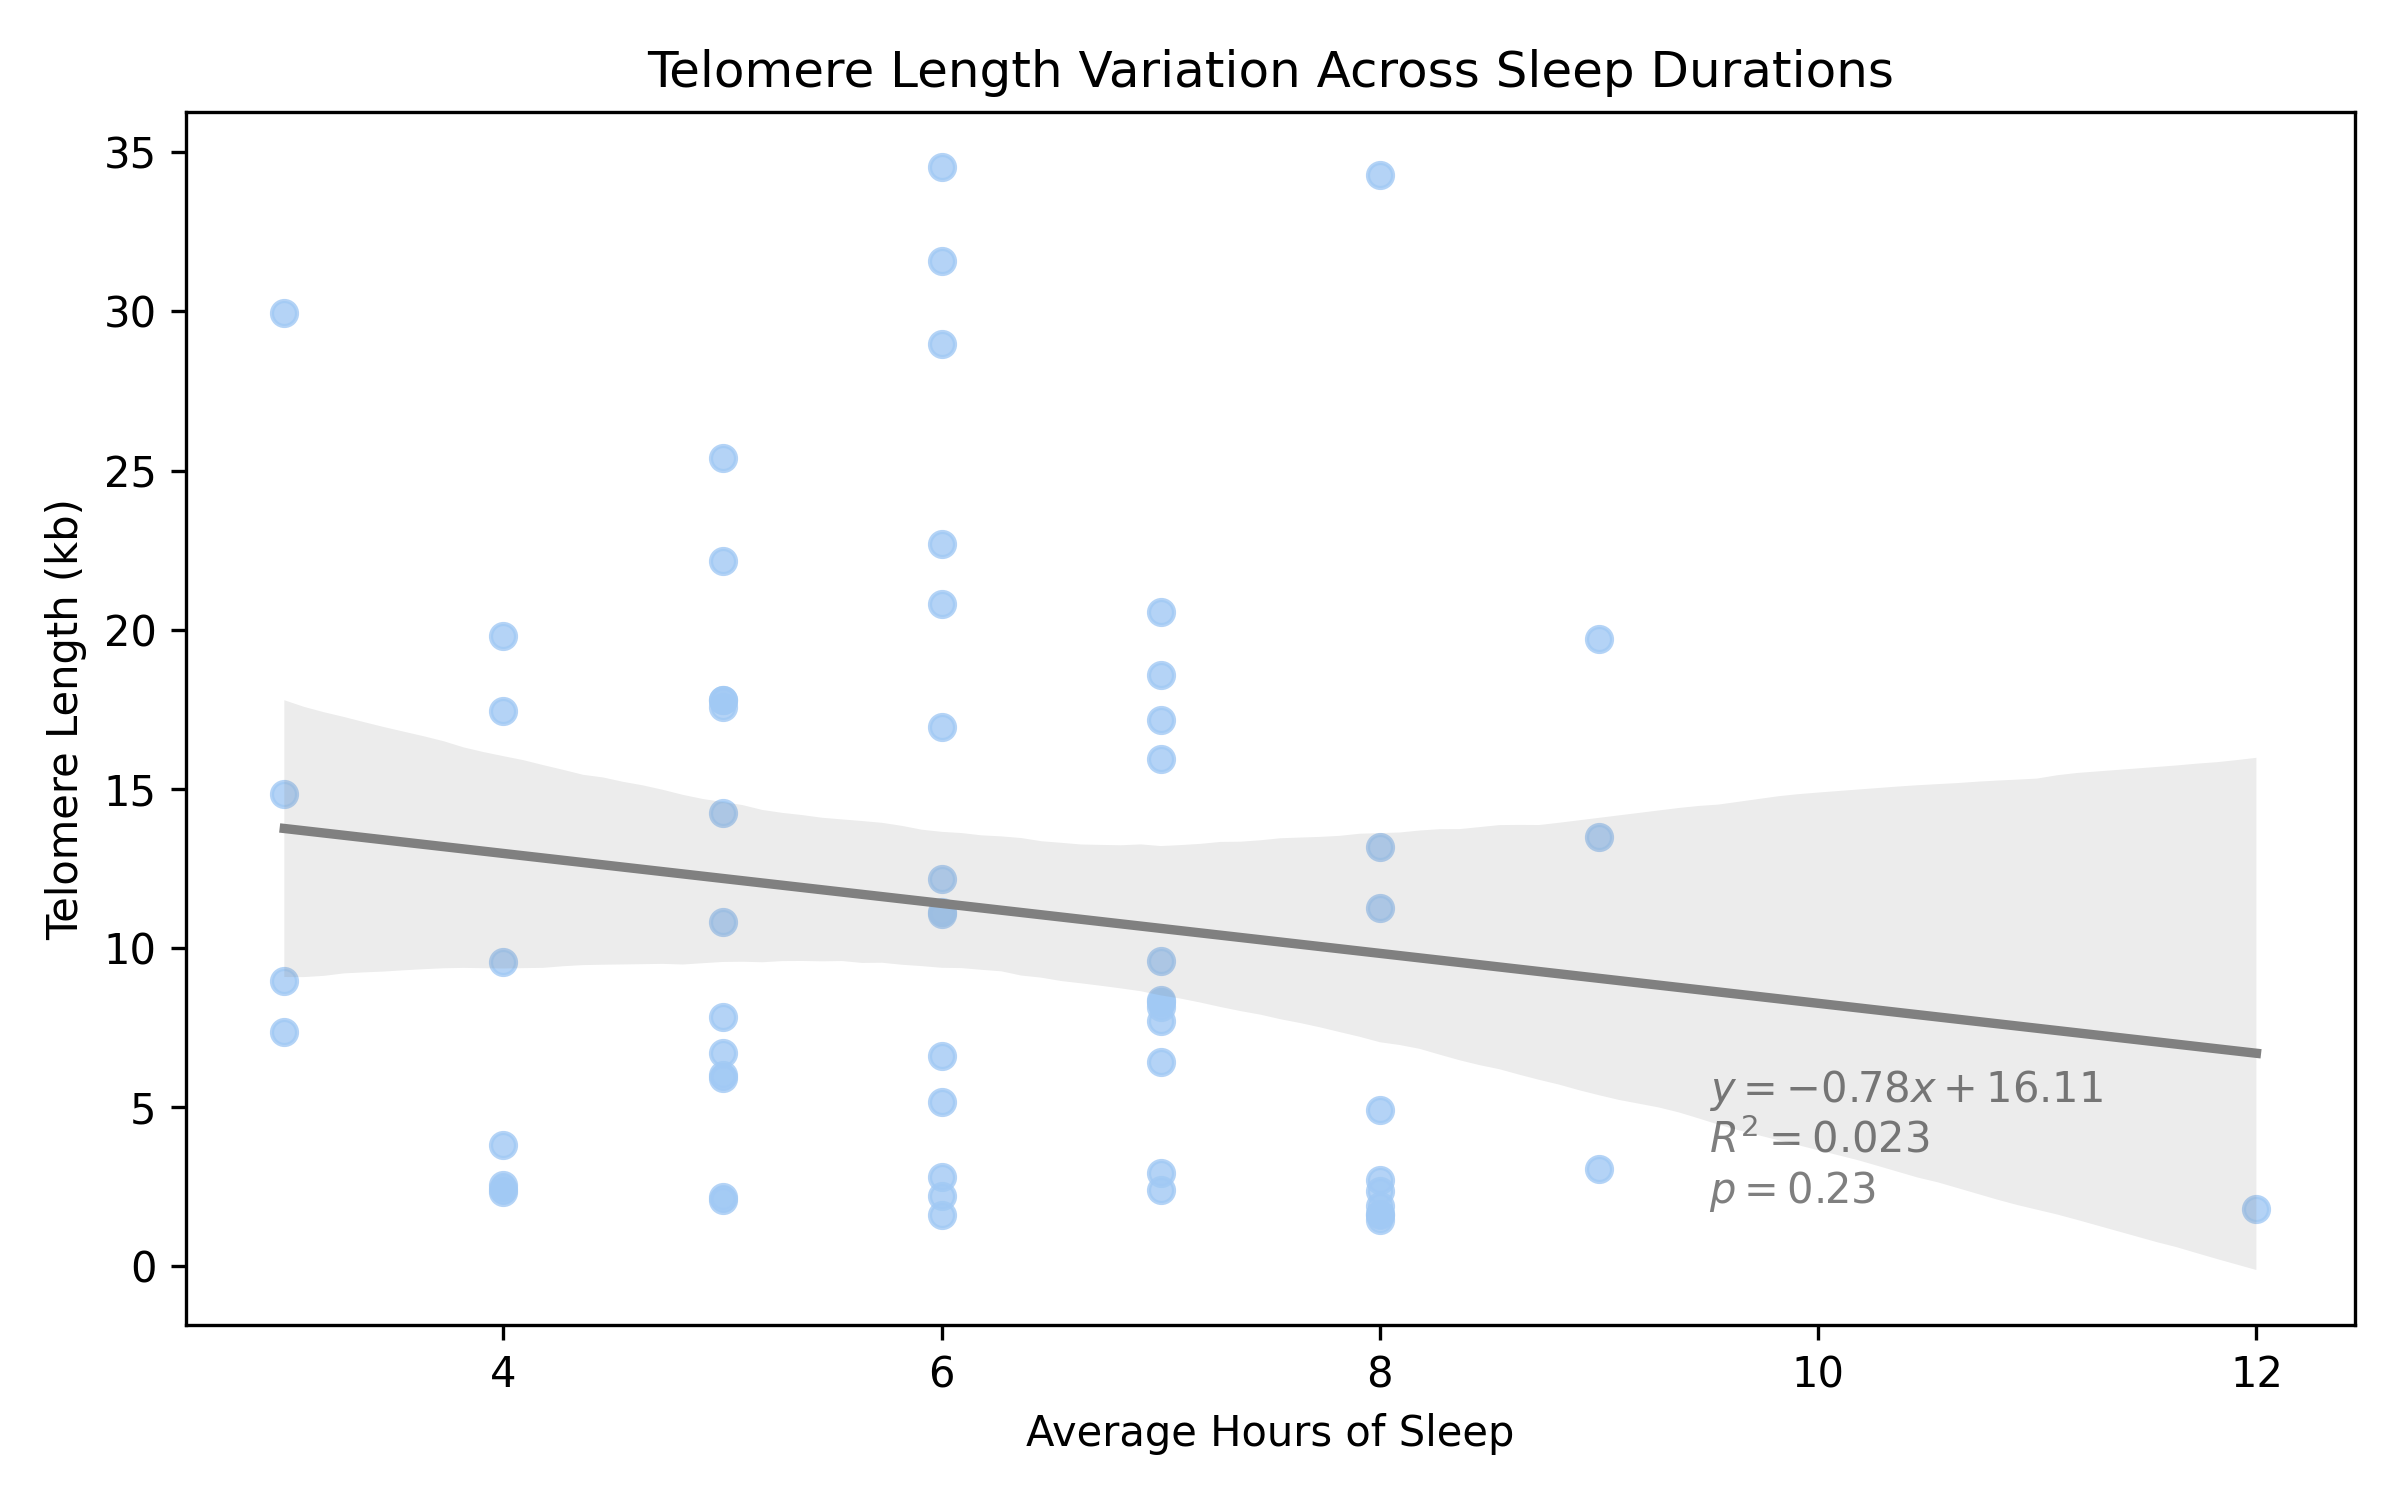 Telomere Length Variation Across Sleep Durations
Telomere Length (kb)
35
30
25
20
15
10
5
0
y = −0.78x + 16.11
R² = 0.023
p = 0.23
4 6 8 10 12
Average Hours of Sleep